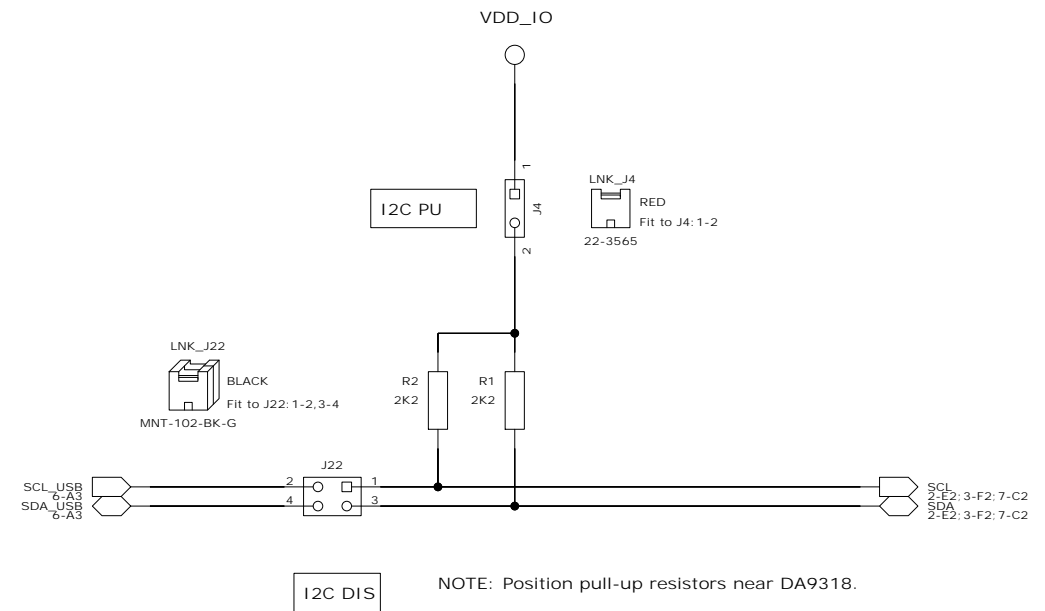 VDD_IO
1
LNK_J4
I2C PU
J4
RED
Fit to J4:1-2
22-3565
2
LNK_J22
BLACK
Fit to J22:1-2,3-4
MNT-102-BK-G
R2
2K2
R1
2K2
J22
SCL_USB
6-A3
SDA_USB
6-A3
2
1
4
3
SCL
2-E2;3-F2;7-C2
SDA
2-E2;3-F2;7-C2
I2C DIS
NOTE: Position pull-up resistors near DA9318.